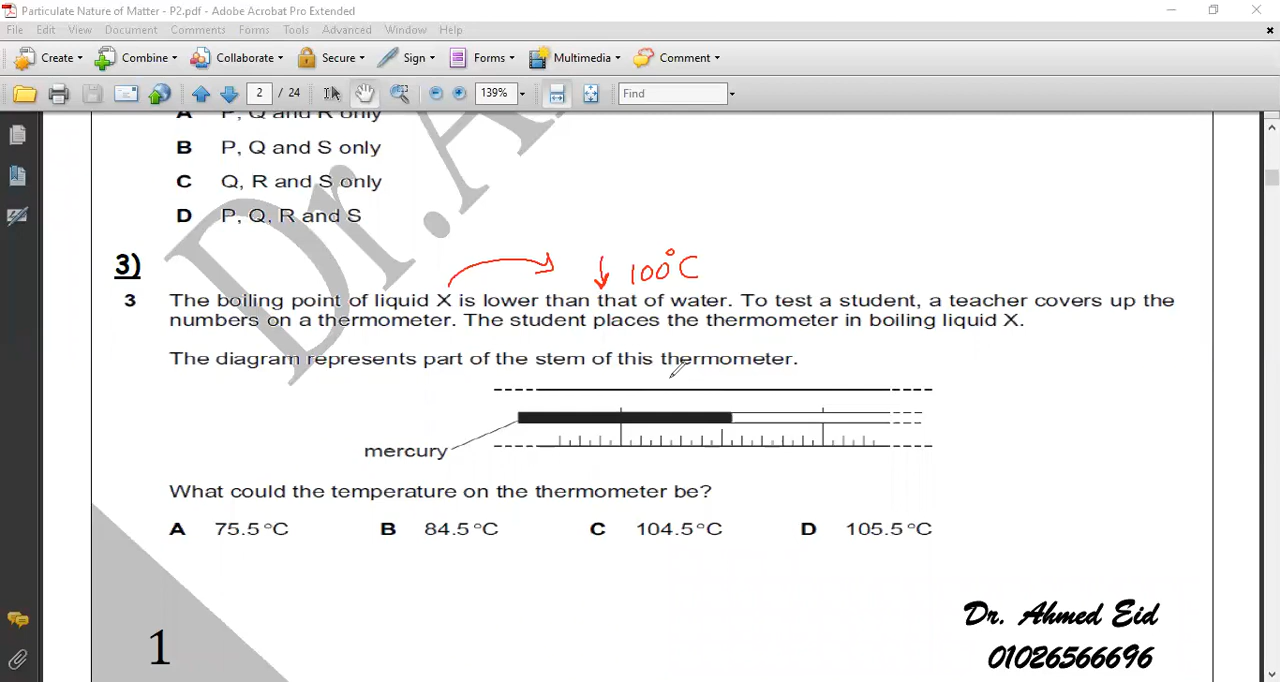 Particulate Nature of Matter - P2.pdf - Adobe Acrobat Pro Extended
File Edit View Document Comments Forms Tools Advanced Window Help
Create Combine Collaborate Secure Sign Forms Multimedia Comment
2 / 24 139% Find
A P, Q and R only
B P, Q and S only
C Q, R and S only
D P, Q, R and S
Dr.A
3) 100°C
3 The boiling point of liquid X is lower than that of water. To test a student, a teacher covers up the
numbers on a thermometer. The student places the thermometer in boiling liquid X.
The diagram represents part of the stem of this thermometer.
mercury
What could the temperature on the thermometer be?
A 75.5 °C B 84.5 °C C 104.5 °C D 105.5 °C
Dr. Ahmed Eid
1 01026566696